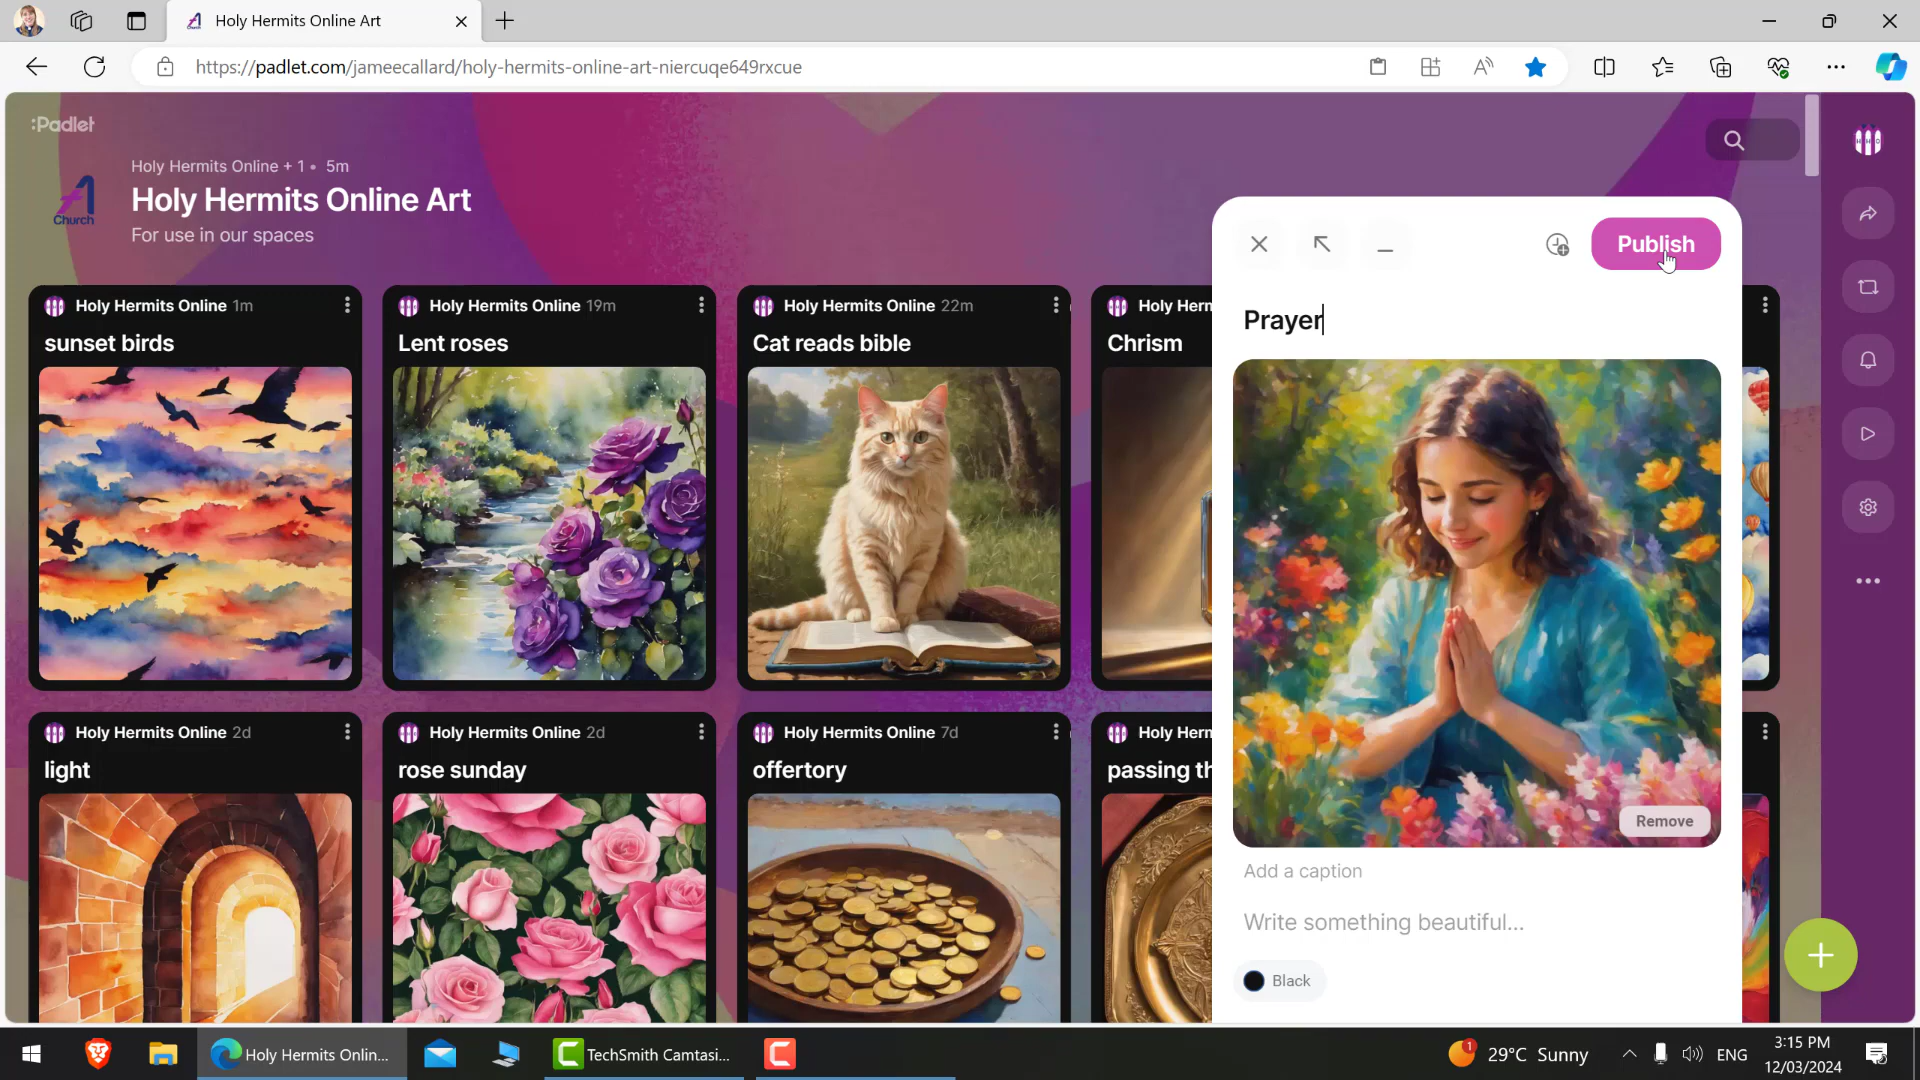 Holy Hermits Online Art
https://padlet.com/jameecallard/holy-hermits-online-art-niercuqe649rxcue
:Padlet
Church
Holy Hermits Online + 1 • 5m
Holy Hermits Online Art
For use in our spaces
Publish
Prayer
Holy Hermits Online 1m
sunset birds
Holy Hermits Online 19m
Lent roses
Holy Hermits Online 22m
Cat reads bible
Holy Herm
Chrism
Remove
Add a caption
Write something beautiful...
Black
Holy Hermits Online 2d
light
Holy Hermits Online 2d
rose sunday
Holy Hermits Online 7d
offertory
Holy Herm
passing th
Holy Hermits Onlin...
TechSmith Camtasi...
1
29°C Sunny
ENG
3:15 PM
12/03/2024